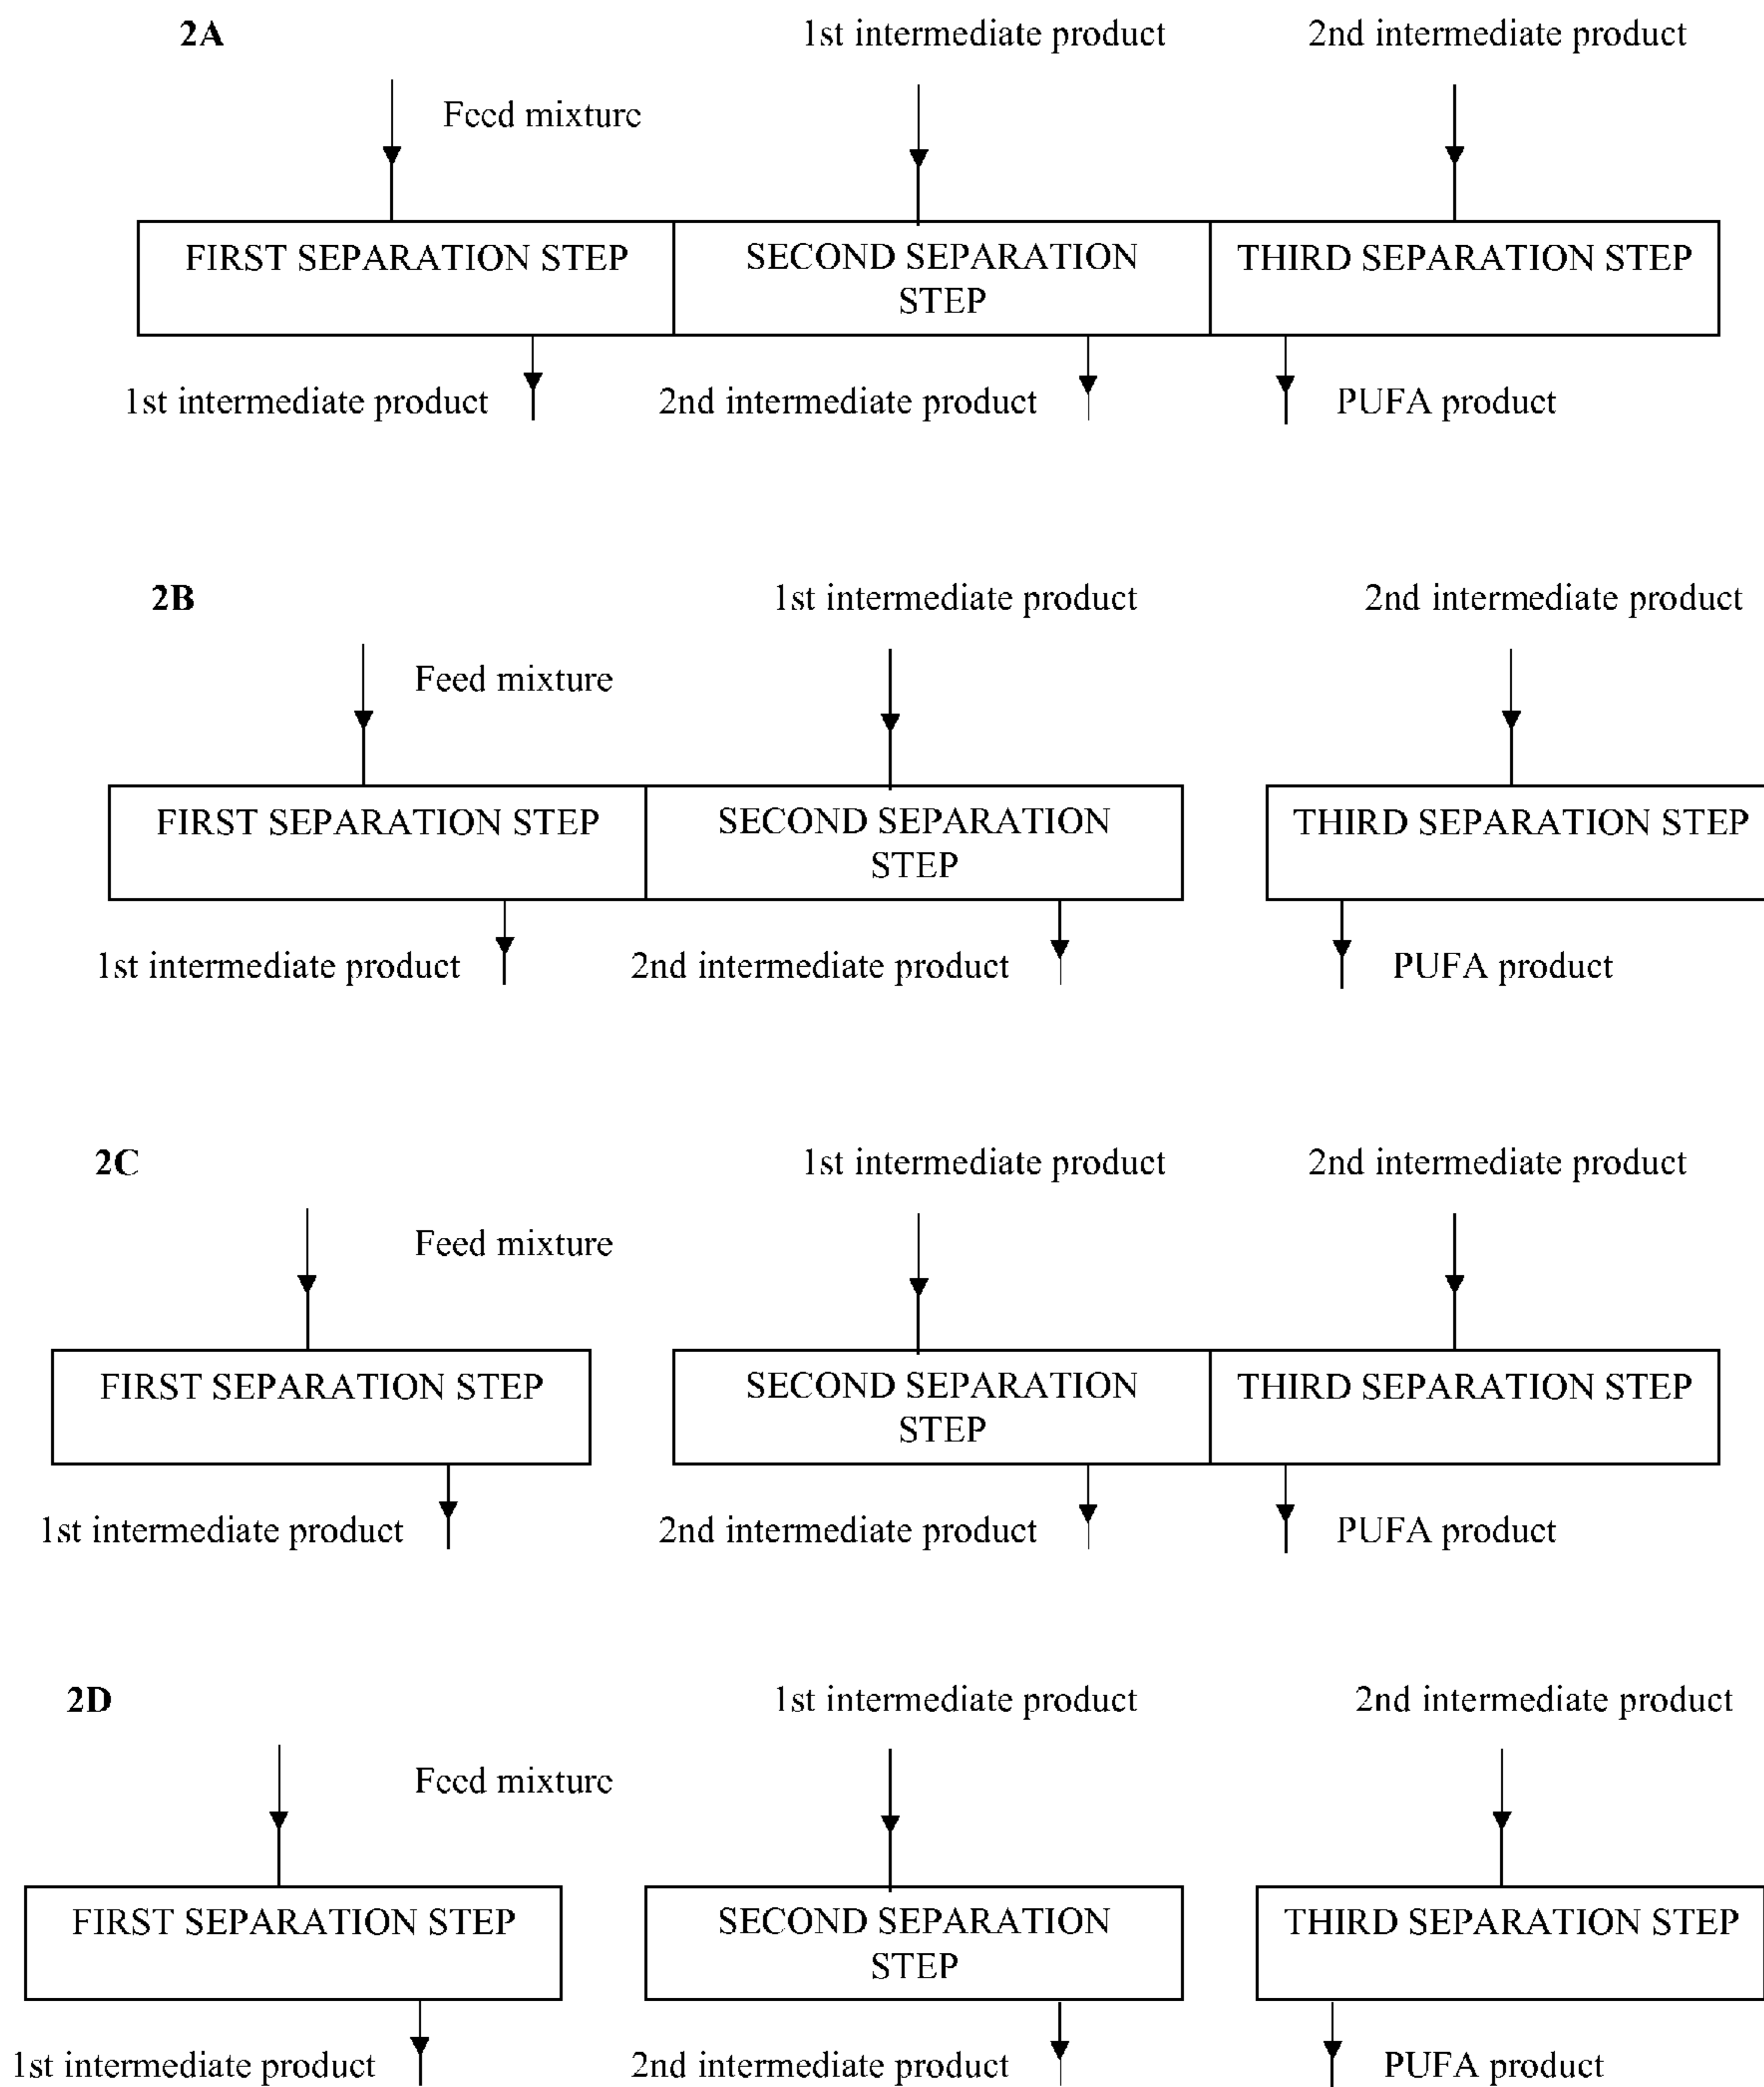 2A
1st intermediate product
2nd intermediate product
Feed mixture
FIRST SEPARATION STEP
SECOND SEPARATION
STEP
THIRD SEPARATION STEP
1st intermediate product
2nd intermediate product
PUFA product
2B
1st intermediate product
2nd intermediate product
Feed mixture
FIRST SEPARATION STEP
SECOND SEPARATION
STEP
THIRD SEPARATION STEP
1st intermediate product
2nd intermediate product
PUFA product
2C
1st intermediate product
2nd intermediate product
Feed mixture
FIRST SEPARATION STEP
SECOND SEPARATION
STEP
THIRD SEPARATION STEP
1st intermediate product
2nd intermediate product
PUFA product
2D
1st intermediate product
2nd intermediate product
Feed mixture
FIRST SEPARATION STEP
SECOND SEPARATION
STEP
THIRD SEPARATION STEP
1st intermediate product
2nd intermediate product
PUFA product